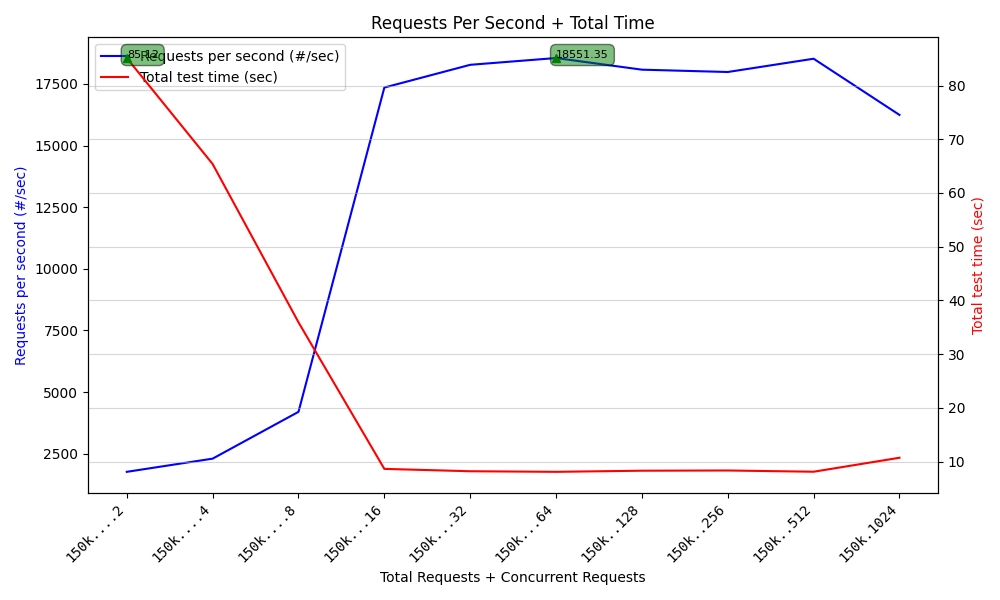 Requests Per Second + Total Time
85.12
Requests per second (#/sec)
Total test time (sec)
18551.35
17500
15000
12500
10000
7500
5000
2500
Requests per second (#/sec)
80
70
60
50
40
30
20
10
Total test time (sec)
150k....2
150k....4
150k....8
150k...16
150k...32
150k...64
150k..128
150k..256
150k..512
150k.1024
Total Requests + Concurrent Requests